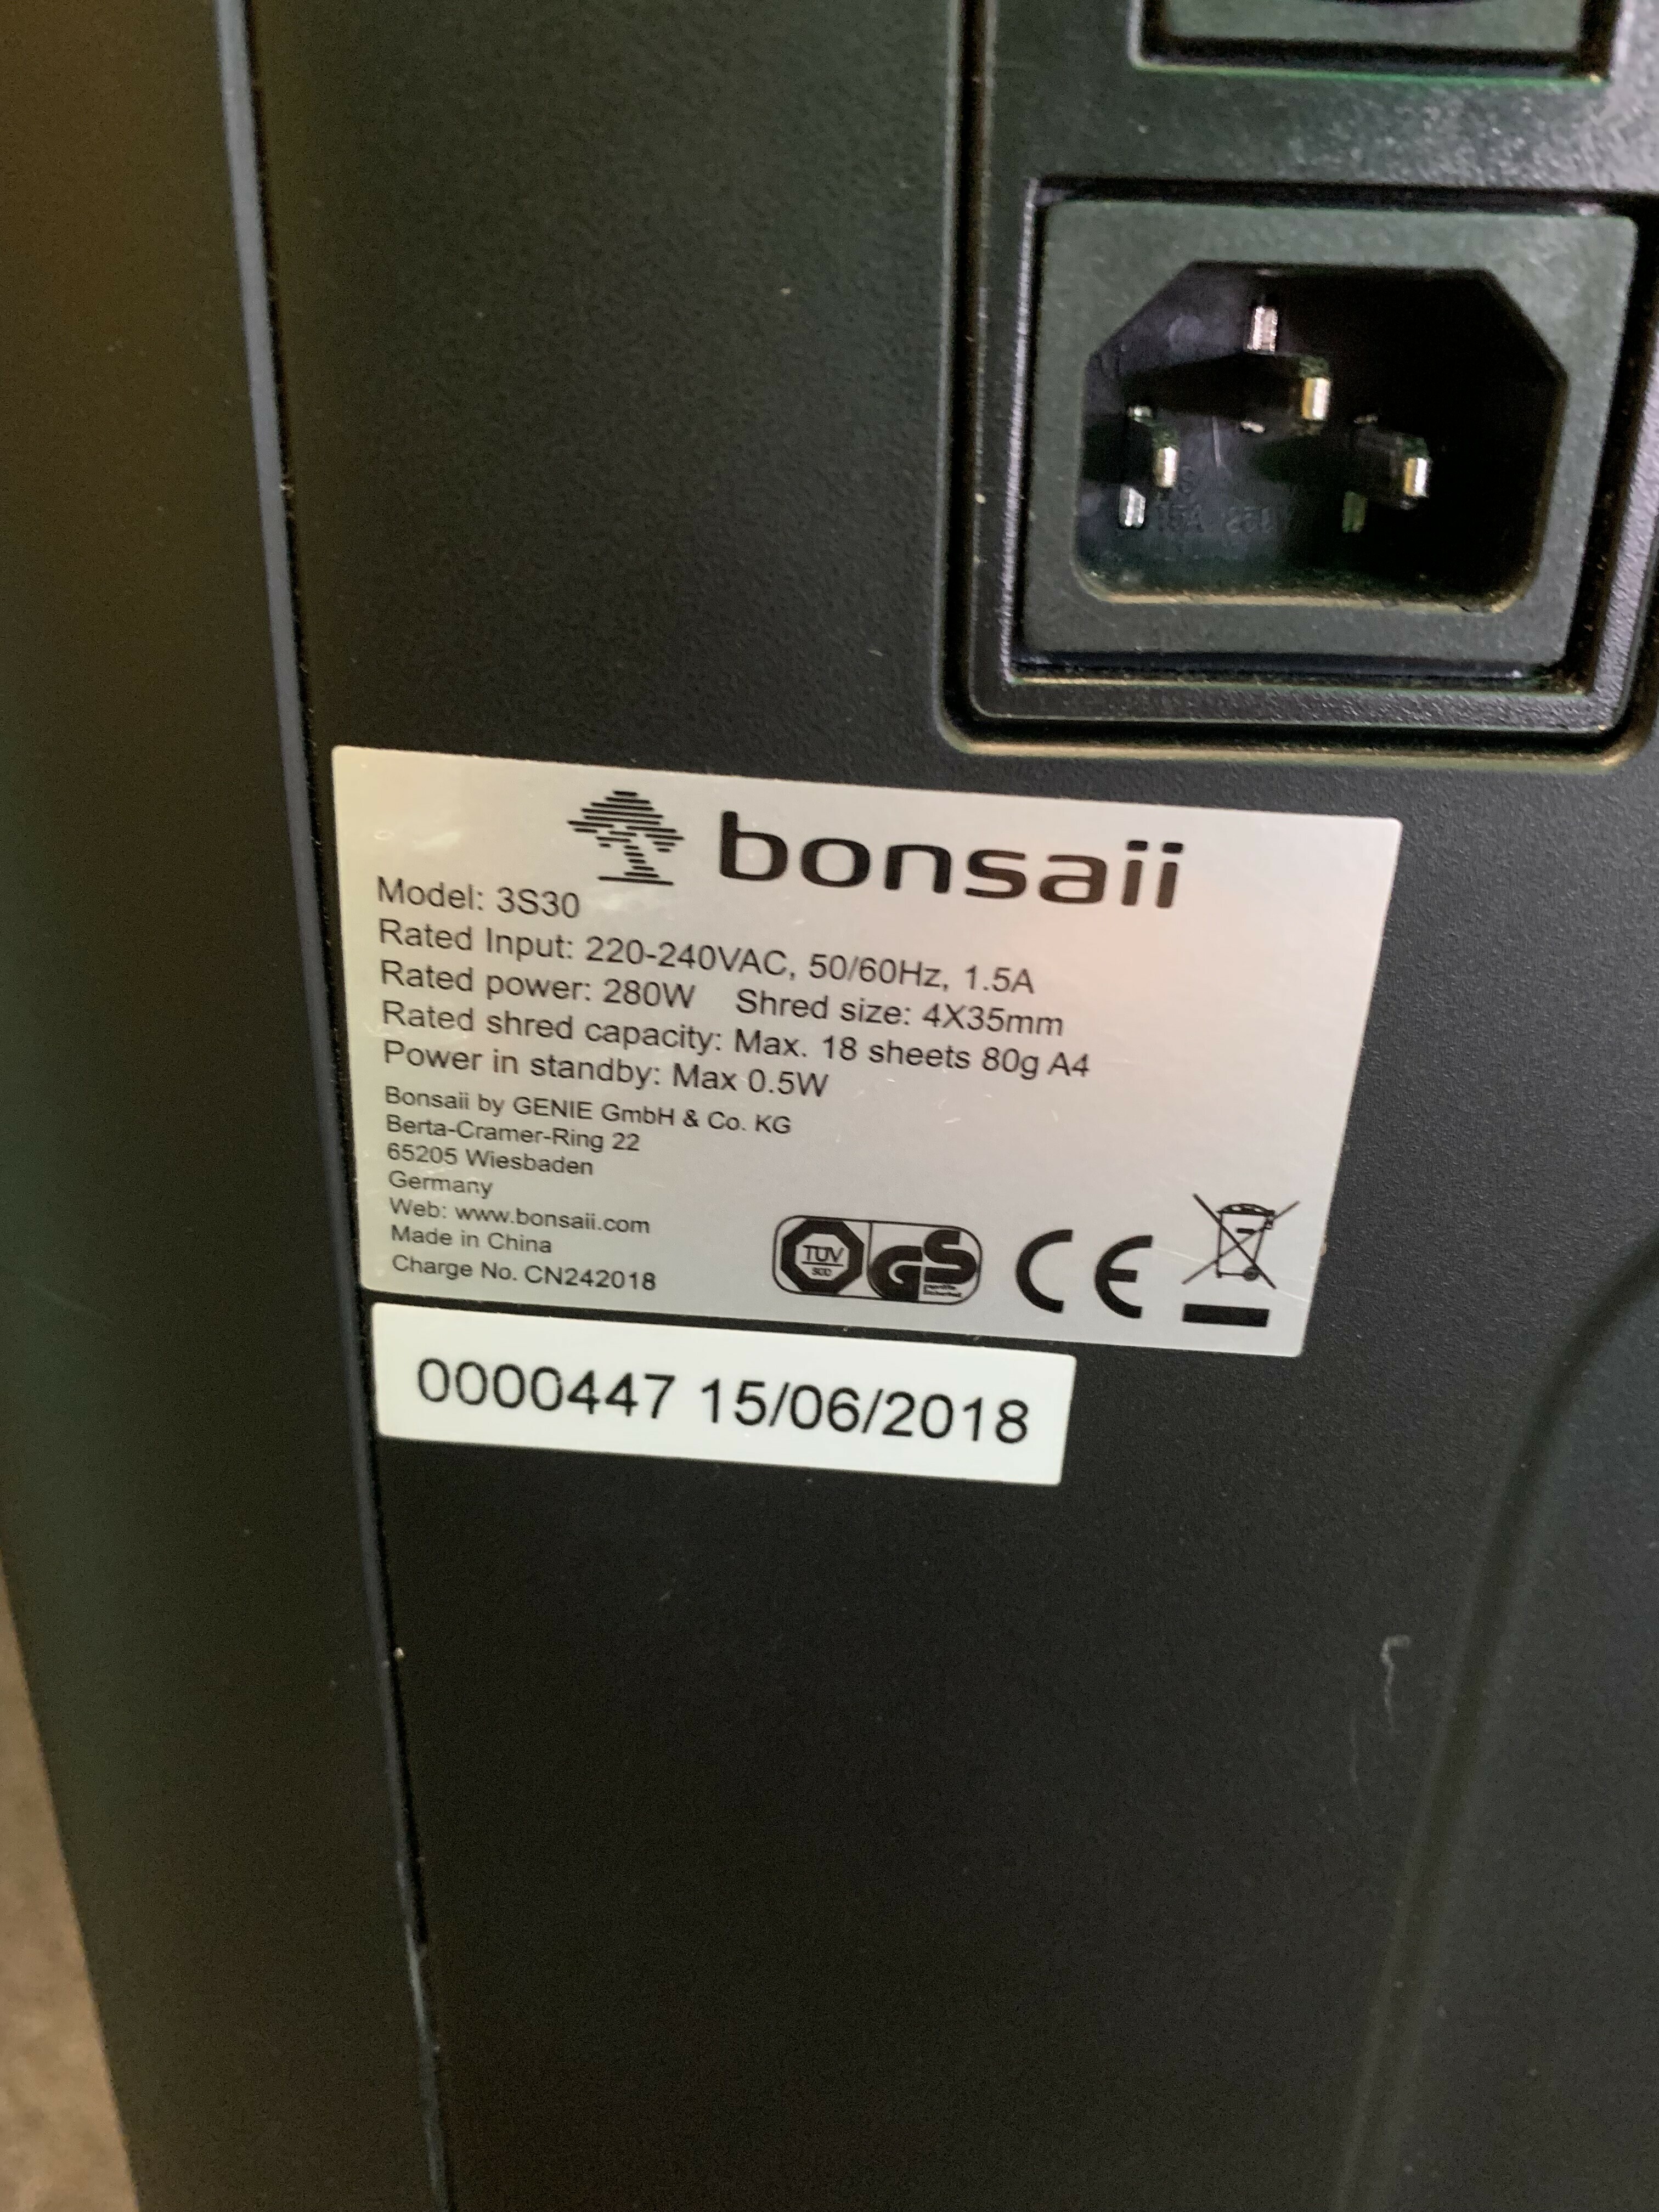 bonsaii
Model: 3S30
Rated Input: 220-240VAC, 50/60Hz, 1.5A
Rated power: 280W Shred size: 4X35mm
Rated shred capacity: Max. 18 sheets 80g A4
Power in standby: Max 0.5W
Bonsaii by GENIE GmbH & Co. KG
Berta-Cramer-Ring 22
65205 Wiesbaden
Germany
Web: www.bonsaii.com
Made in China
Charge No. CN242018
TÜV
GS
CE
0000447 15/06/2018